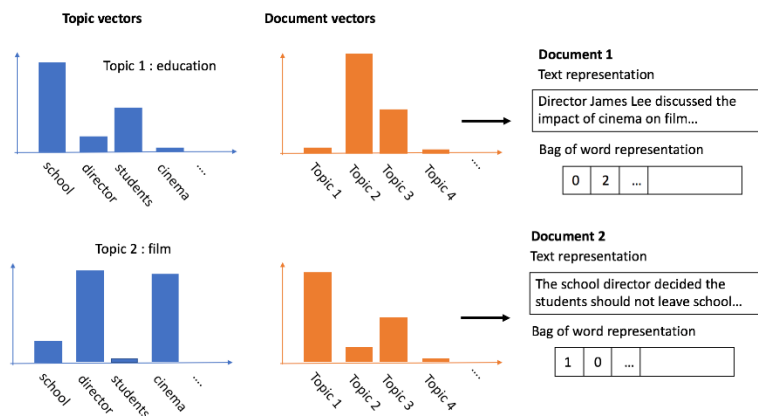 Topic vectors
Document vectors
Topic 1 : education
school
director
students
cinema
....
Topic 1
Topic 2
Topic 3
Topic 4
....
Document 1
Text representation
Director James Lee discussed the
impact of cinema on film...
Bag of word representation
0 2 ...
Topic 2 : film
school
director
students
cinema
....
Topic 1
Topic 2
Topic 3
Topic 4
....
Document 2
Text representation
The school director decided the
students should not leave school...
Bag of word representation
1 0 ...